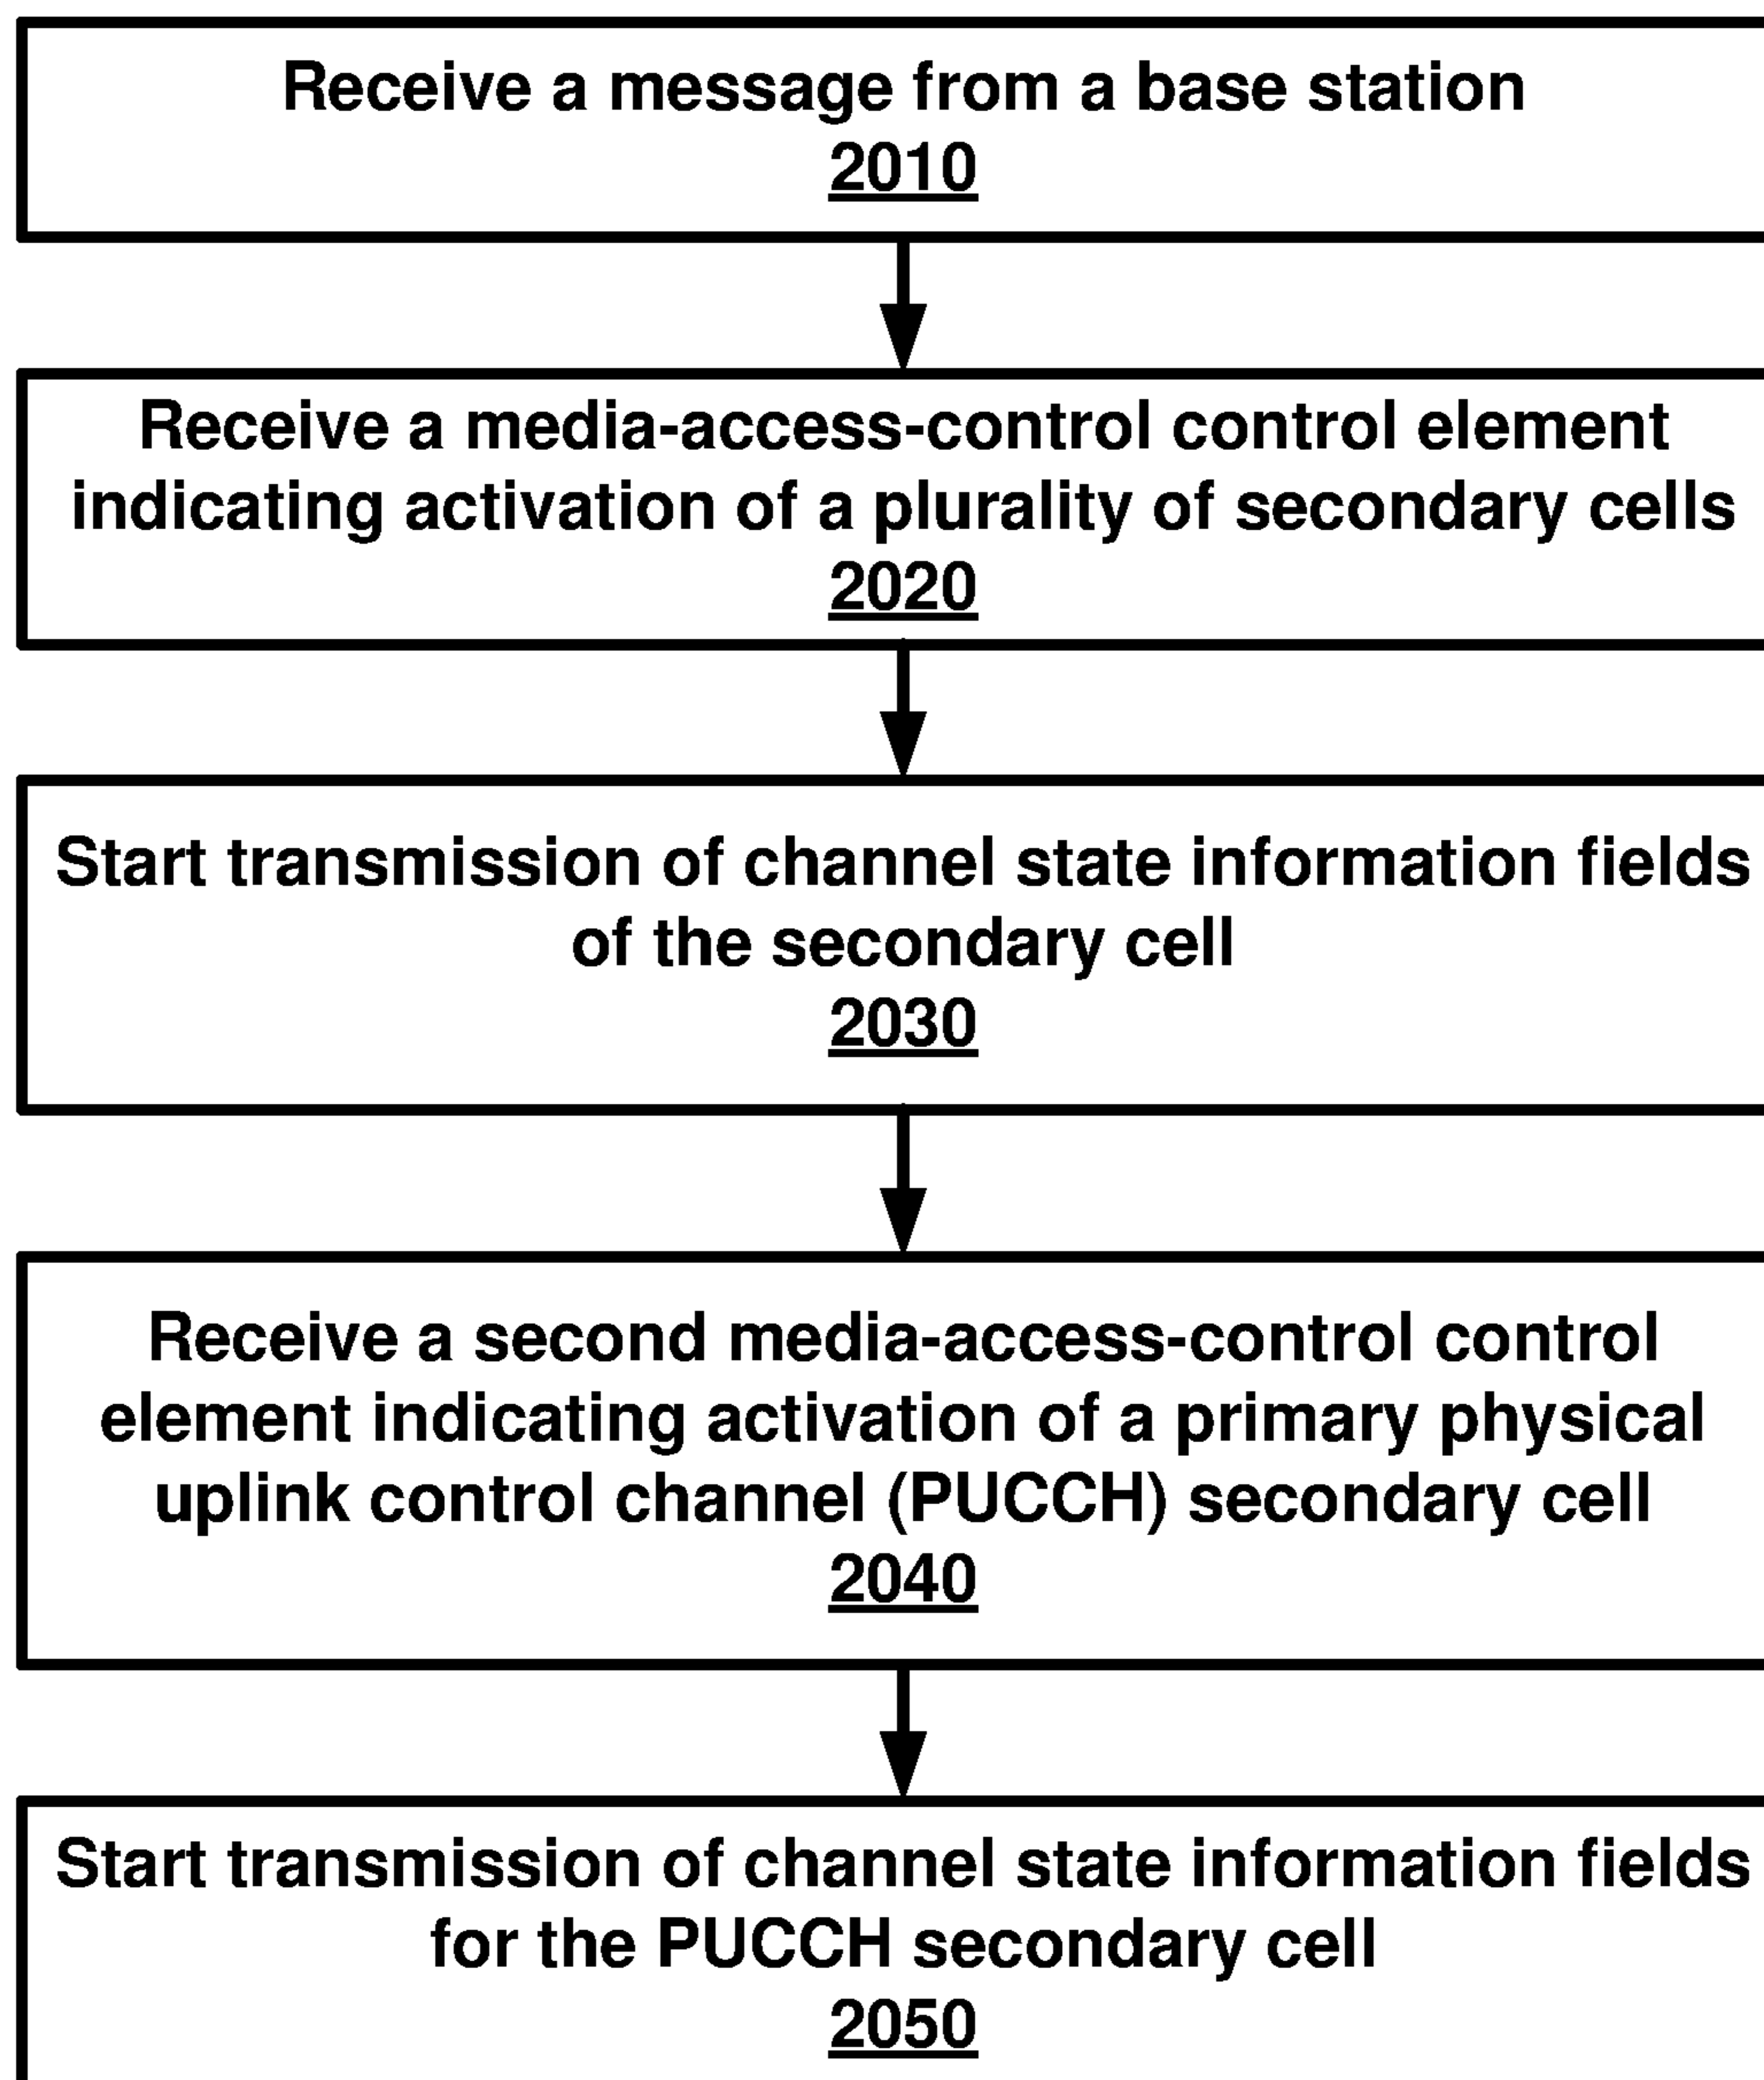 Receive a message from a base station
2010
Receive a media-access-control control element
indicating activation of a plurality of secondary cells
2020
Start transmission of channel state information fields
of the secondary cell
2030
Receive a second media-access-control control
element indicating activation of a primary physical
uplink control channel (PUCCH) secondary cell
2040
Start transmission of channel state information fields
for the PUCCH secondary cell
2050